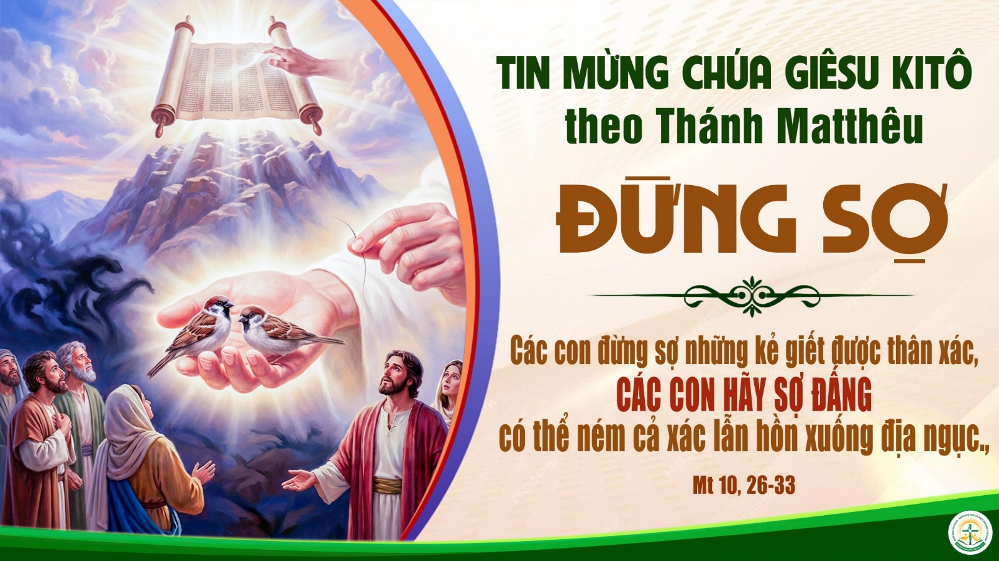 TIN MỪNG CHÚA GIÊSU KITÔ
theo Thánh Matthêu
ĐỪNG SỢ
Các con đừng sợ những kẻ giết được thân xác,
CÁC CON HÃY SỢ ĐẤNG
có thể ném cả xác lẫn hồn xuống địa ngục.,
Mt 10, 26-33